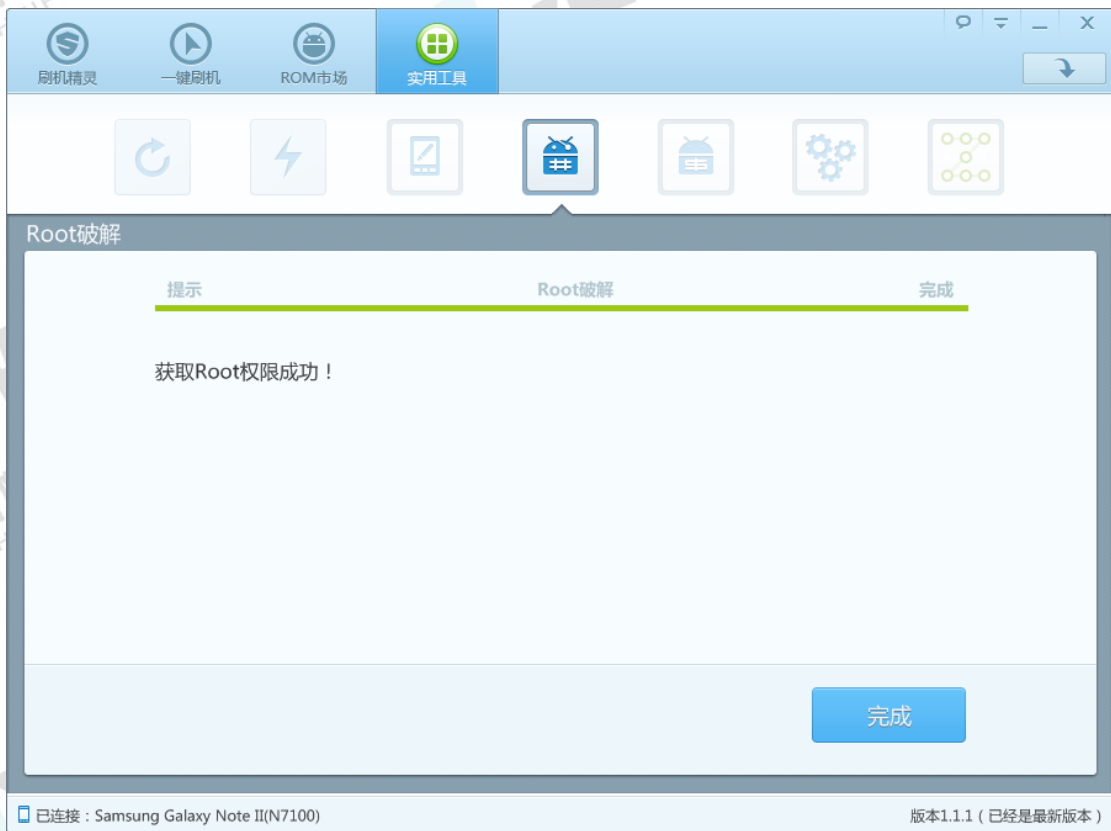 刷机精灵
一键刷机
ROM市场
实用工具
Root破解
提示
Root破解
完成
获取Root权限成功！
完成
已连接：Samsung Galaxy Note II(N7100)
版本1.1.1（已经是最新版本）